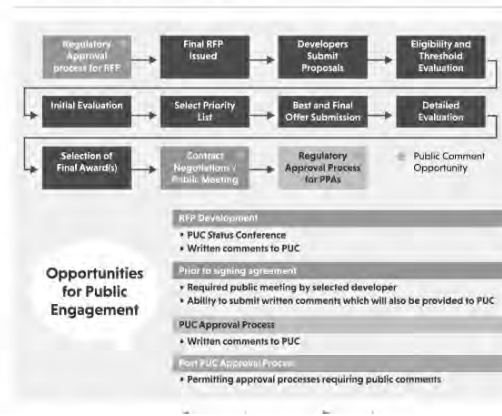 Regulatory
Approval
process for RFP
Final RFP
Issued
Developers
Submit
Proposals
Eligibility and
Threshold
Evaluation
Initial Evaluation
Select Priority
List
Best and Final
Offer Submission
Detailed
Evaluation
Selection of
Final Award(s)
Contract
Negotiations /
Public Meeting
Regulatory
Approval Process
for PPAs
Public Comment
Opportunity
Opportunities
for Public
Engagement
RFP Development
• PUC Status Conference
• Written comments to PUC
Prior to signing agreement
• Required public meeting by selected developer
• Ability to submit written comments which will also be provided to PUC
PUC Approval Process
• Written comments to PUC
Post PUC Approval Process
• Permitting approval processes requiring public comments